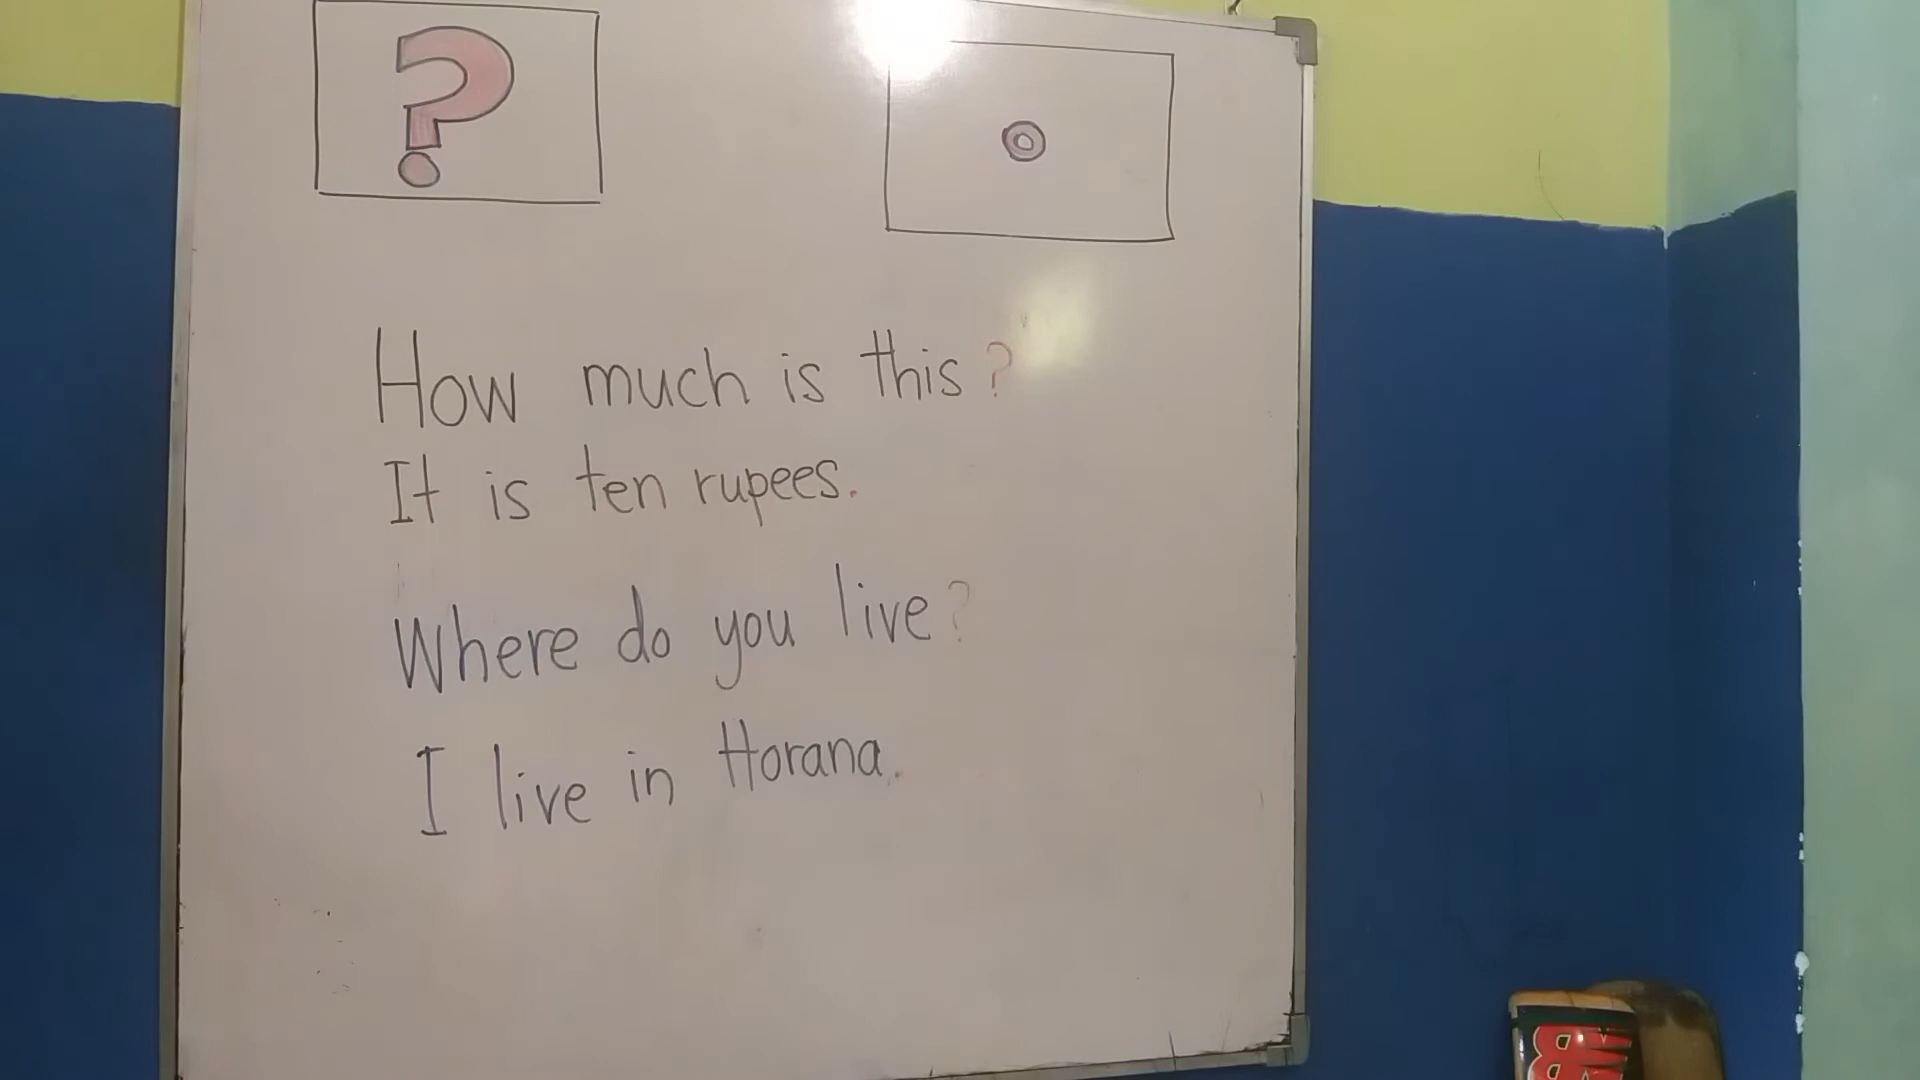 ?
How much is this?
It is ten rupees.
Where do you live?
I live in Horana.